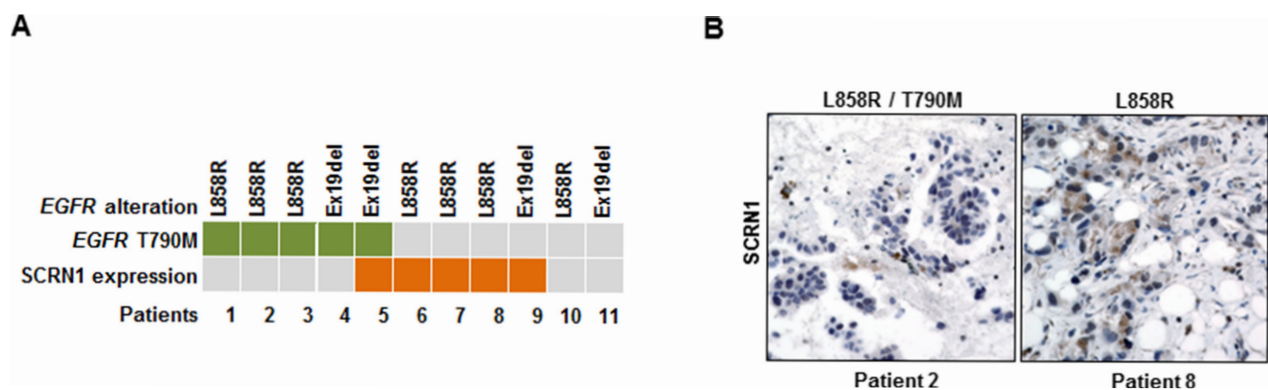 A
L858R L858R L858R Ex19del Ex19del L858R L858R L858R Ex19del L858R Ex19del
EGFR alteration
EGFR T790M
SCRN1 expression
Patients 1 2 3 4 5 6 7 8 9 10 11
B
L858R / T790M L858R
SCRN1
Patient 2 Patient 8